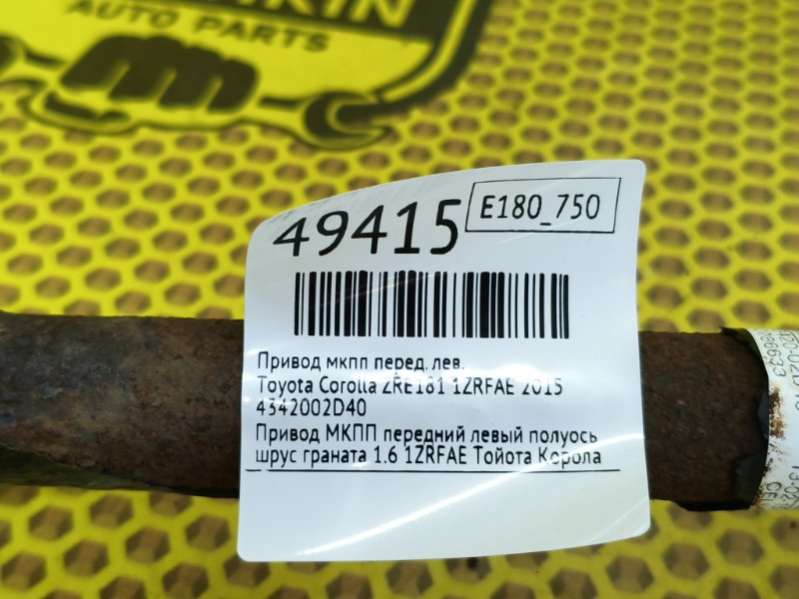 KIN
AUTO PARTS
49415
E180_750
Привод мкпп перед. лев.
Toyota Corolla ZRE181 1ZRFAE 2015
4342002D40
Привод МКПП передний левый полуось
шрус граната 1.6 1ZRFAE Тойота Корола